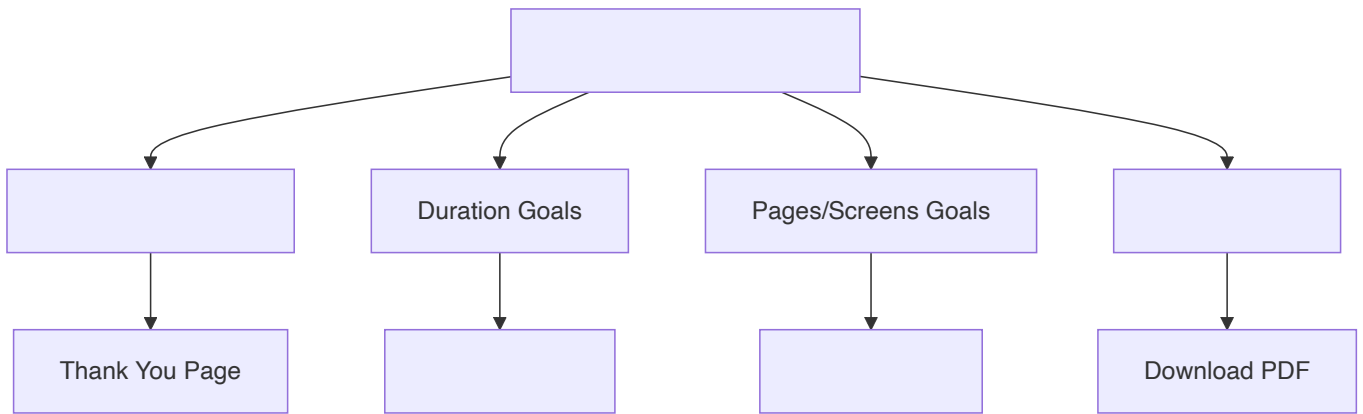 Duration Goals
Pages/Screens Goals
Thank You Page
Download PDF